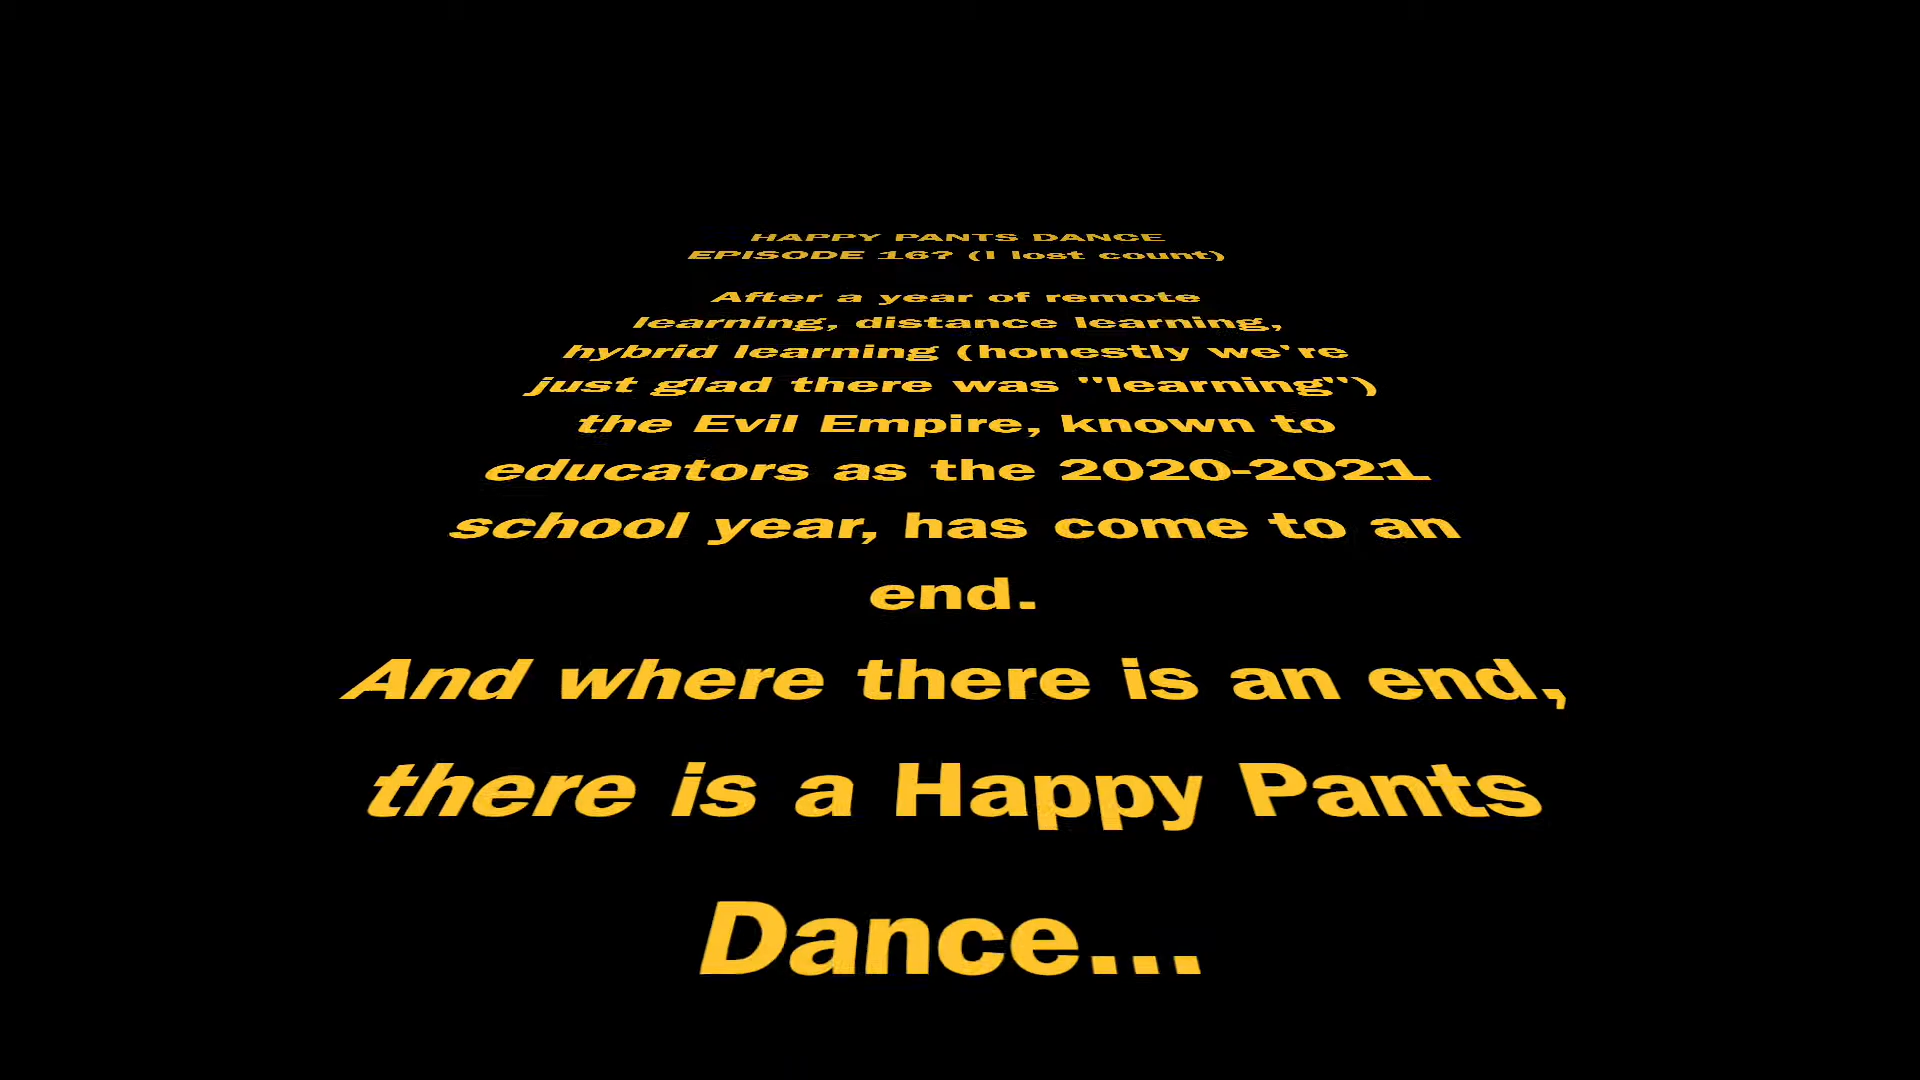 HAPPY PANTS DANCE
EPISODE 16? (I lost count)
After a year of remote
learning, distance learning,
hybrid learning (honestly we're
just glad there was "learning")
the Evil Empire, known to
educators as the 2020-2021
school year, has come to an
end.
And where there is an end,
there is a Happy Pants
Dance...